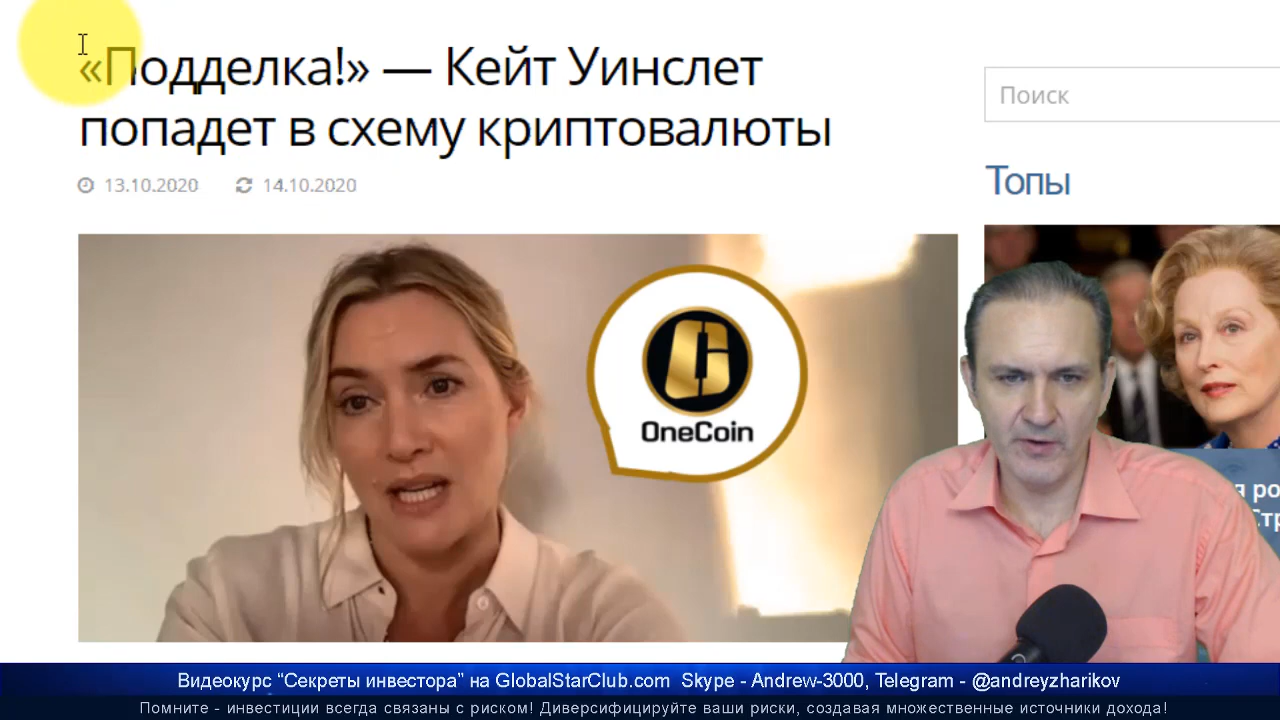 «Подделка!» — Кейт Уинслет
попадет в схему криптовалюты
13.10.2020 14.10.2020
Поиск
Топы
OneCoin
Видеокурс “Секреты инвестора” на GlobalStarClub.com Skype - Andrew-3000, Telegram - @andreyzharikov
Помните - инвестиции всегда связаны с риском! Диверсифицируйте ваши риски, создавая множественные источники дохода!